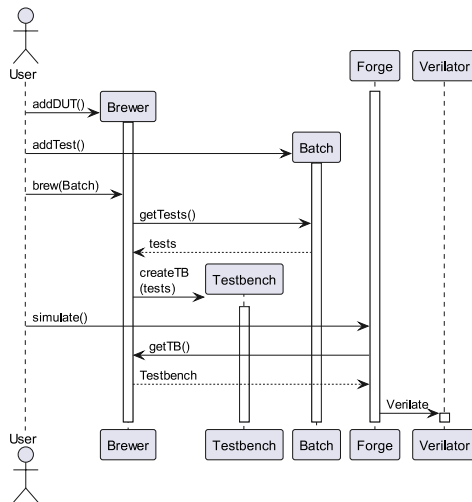 User
Forge
Verilator
addDUT()
Brewer
addTest()
Batch
brew(Batch)
getTests()
tests
createTB
(tests)
Testbench
simulate()
getTB()
Testbench
Verilate
User
Brewer
Testbench
Batch
Forge
Verilator